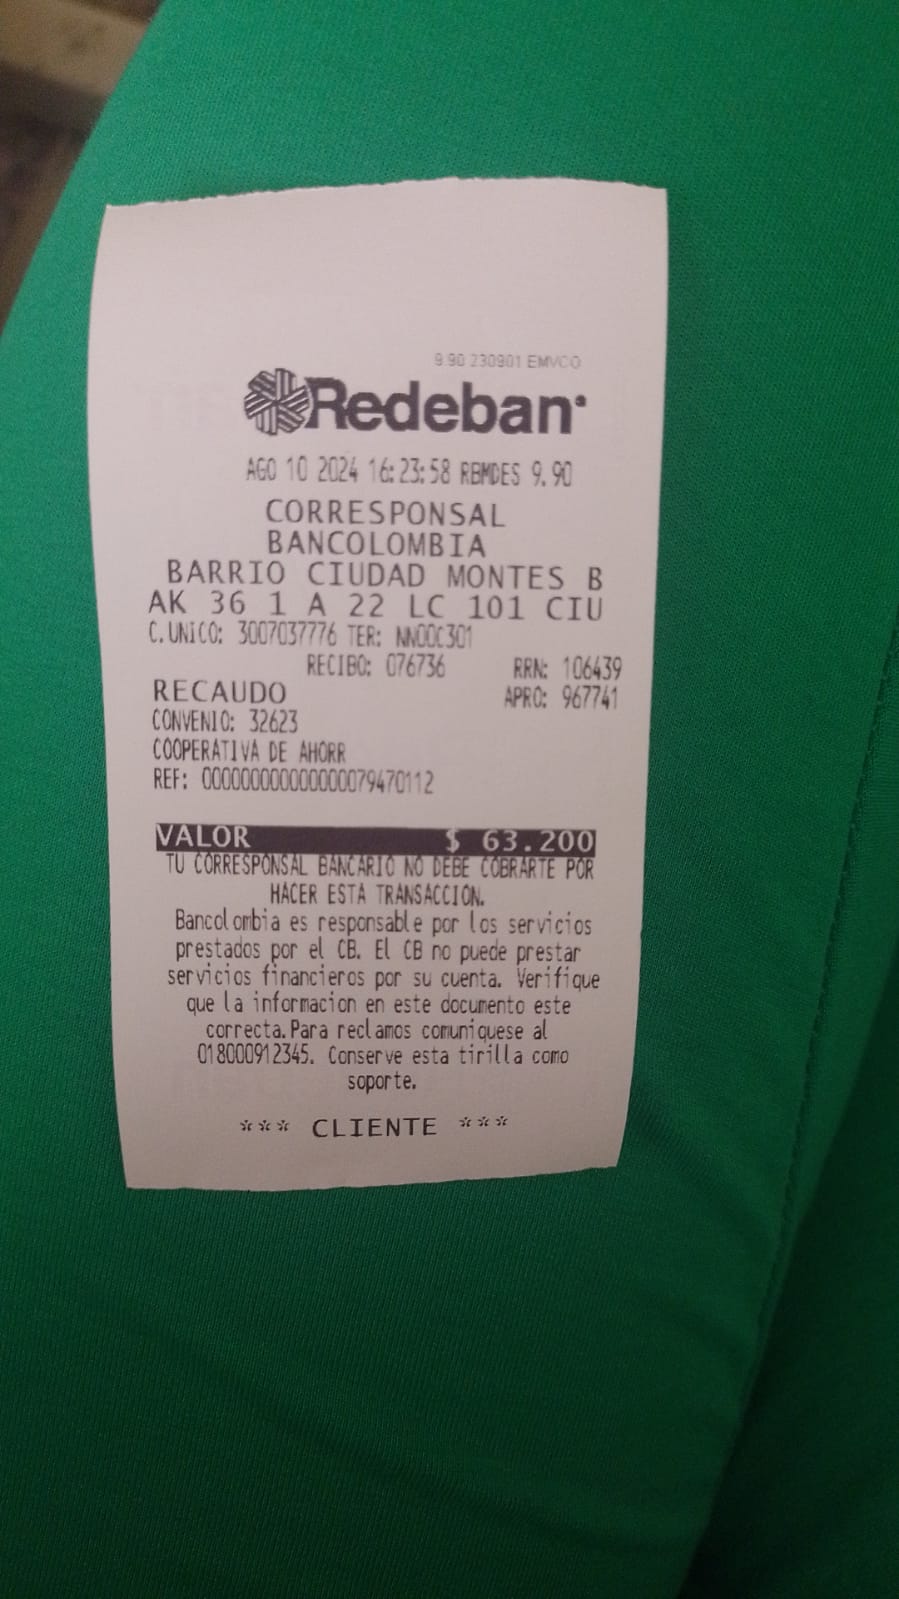 9.90 230901 EMVCO
Redeban
AGO 10 2024 16:23:58 RBMDES 9.90
CORRESPONSAL
BANCOLOMBIA
BARRIO CIUDAD MONTES B
AK 36 1 A 22 LC 101 CIU
C.UNICO: 3007037776 TER: NN00C301
RECIBO: 076736 RRN: 106439
RECAUDO APRO: 967741
CONVENIO: 32623
COOPERATIVA DE AHORR
REF: 0000000000000000079470112
VALOR $ 63.200
TU CORRESPONSAL BANCARIO NO DEBE COBRARTE POR
HACER ESTA TRANSACCION.
Bancolombia es responsable por los servicios
prestados por el CB. El CB no puede prestar
servicios financieros por su cuenta. Verifique
que la informacion en este documento este
correcta.Para reclamos comuniquese al
018000912345. Conserve esta tirilla como
soporte.
*** CLIENTE ***